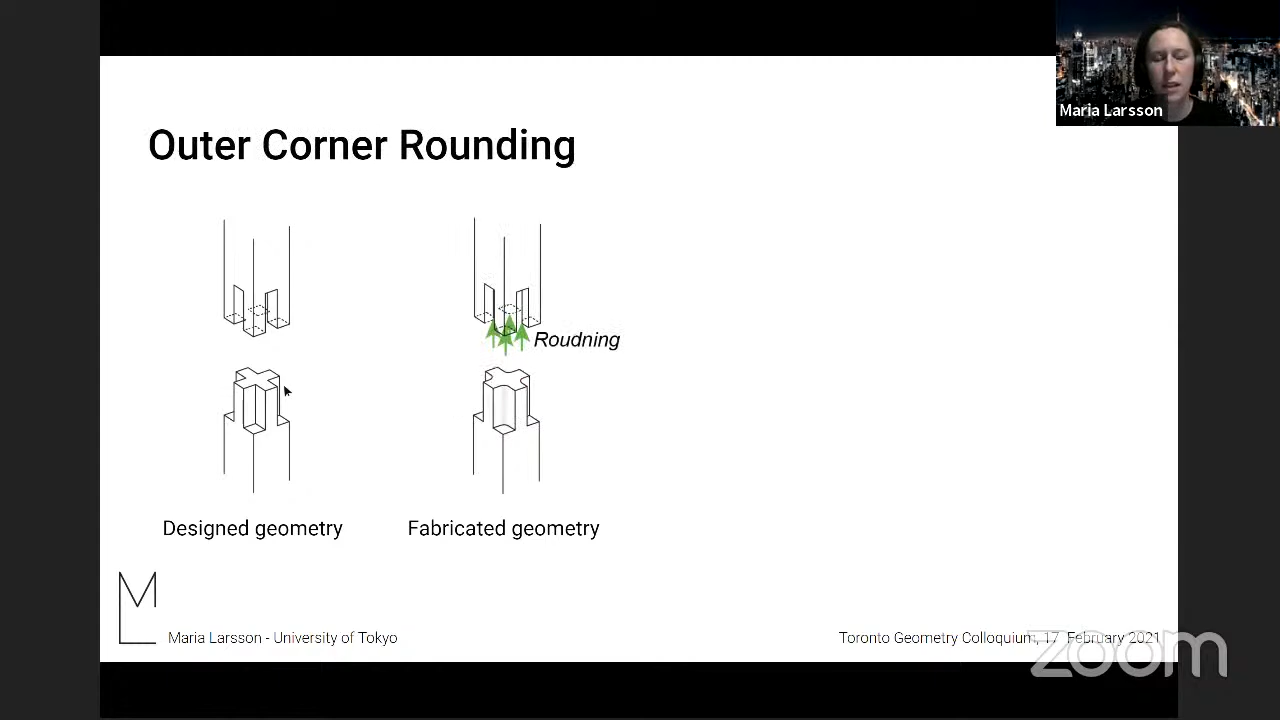 Maria Larsson
Outer Corner Rounding
Roudning
Designed geometry
Fabricated geometry
ML
Maria Larsson - University of Tokyo
Toronto Geometry Colloquium, 17 February 2021
zoom